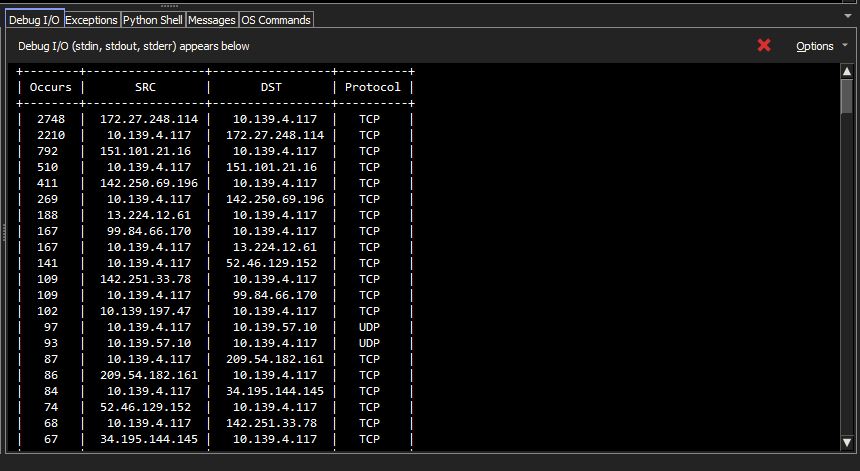 Debug I/O Exceptions Python Shell Messages OS Commands
Debug I/O (stdin, stdout, stderr) appears below Options
+--------+-----------------+-----------------+----------+
| Occurs | SRC | DST | Protocol |
+--------+-----------------+-----------------+----------+
| 2748 | 172.27.248.114 | 10.139.4.117 | TCP |
| 2210 | 10.139.4.117 | 172.27.248.114 | TCP |
| 792 | 151.101.21.16 | 10.139.4.117 | TCP |
| 510 | 10.139.4.117 | 151.101.21.16 | TCP |
| 411 | 142.250.69.196 | 10.139.4.117 | TCP |
| 269 | 10.139.4.117 | 142.250.69.196 | TCP |
| 188 | 13.224.12.61 | 10.139.4.117 | TCP |
| 167 | 99.84.66.170 | 10.139.4.117 | TCP |
| 167 | 10.139.4.117 | 13.224.12.61 | TCP |
| 141 | 10.139.4.117 | 52.46.129.152 | TCP |
| 109 | 142.251.33.78 | 10.139.4.117 | TCP |
| 109 | 10.139.4.117 | 99.84.66.170 | TCP |
| 102 | 10.139.197.47 | 10.139.4.117 | TCP |
| 97 | 10.139.4.117 | 10.139.57.10 | UDP |
| 93 | 10.139.57.10 | 10.139.4.117 | UDP |
| 87 | 10.139.4.117 | 209.54.182.161 | TCP |
| 86 | 209.54.182.161 | 10.139.4.117 | TCP |
| 84 | 10.139.4.117 | 34.195.144.145 | TCP |
| 74 | 52.46.129.152 | 10.139.4.117 | TCP |
| 68 | 10.139.4.117 | 142.251.33.78 | TCP |
| 67 | 34.195.144.145 | 10.139.4.117 | TCP |